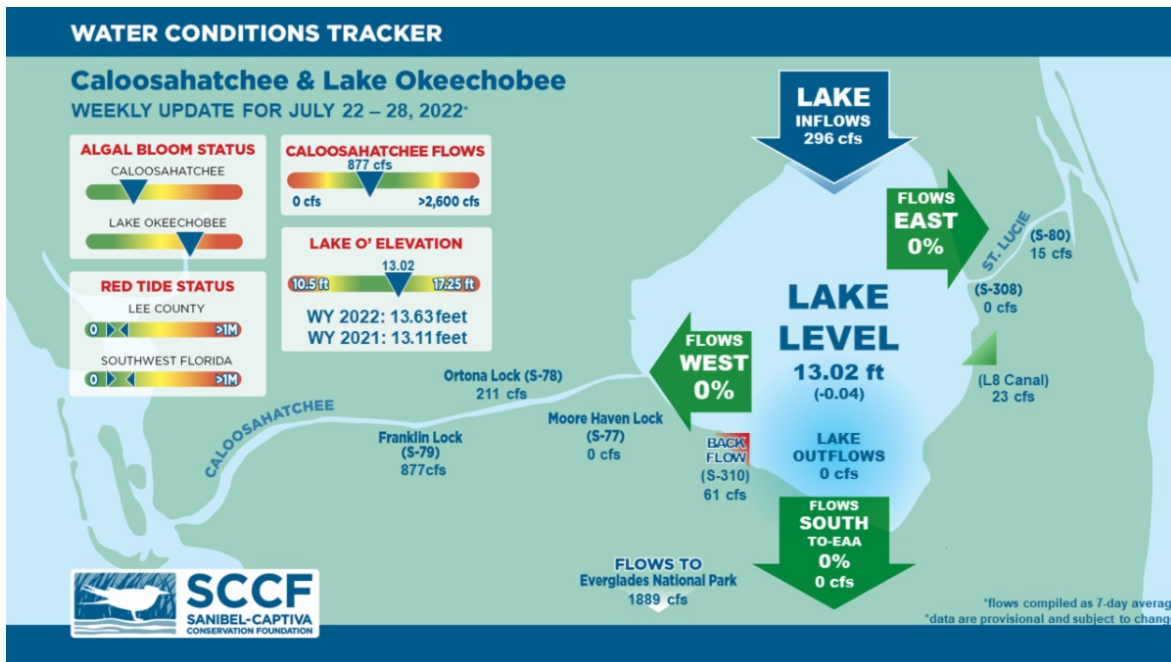 WATER CONDITIONS TRACKER
Caloosahatchee & Lake Okeechobee
WEEKLY UPDATE FOR JULY 22 – 28, 2022*
ALGAL BLOOM STATUS
CALOOSAHATCHEE
LAKE OKEECHOBEE
RED TIDE STATUS
LEE COUNTY
0 >1M
SOUTHWEST FLORIDA
0 >1M
CALOOSAHATCHEE FLOWS
877 cfs
0 cfs >2,600 cfs
LAKE O' ELEVATION
13.02
10.5 ft 17.25 ft
WY 2022: 13.63 feet
WY 2021: 13.11 feet
LAKE
INFLOWS
296 cfs
FLOWS
EAST
0%
ST. LUCIE
(S-80)
15 cfs
(S-308)
0 cfs
(L8 Canal)
23 cfs
LAKE
LEVEL
13.02 ft
(-0.04)
FLOWS
WEST
0%
Ortona Lock (S-78)
211 cfs
CALOOSAHATCHEE
Franklin Lock
(S-79)
877cfs
Moore Haven Lock
(S-77)
0 cfs
BACK
FLOW
(S-310)
61 cfs
LAKE
OUTFLOWS
0 cfs
FLOWS
SOUTH
TO-EAA
0%
0 cfs
FLOWS TO
Everglades National Park
1889 cfs
SCCF
SANIBEL-CAPTIVA
CONSERVATION FOUNDATION
*flows compiled as 7-day averag
*data are provisional and subject to chang